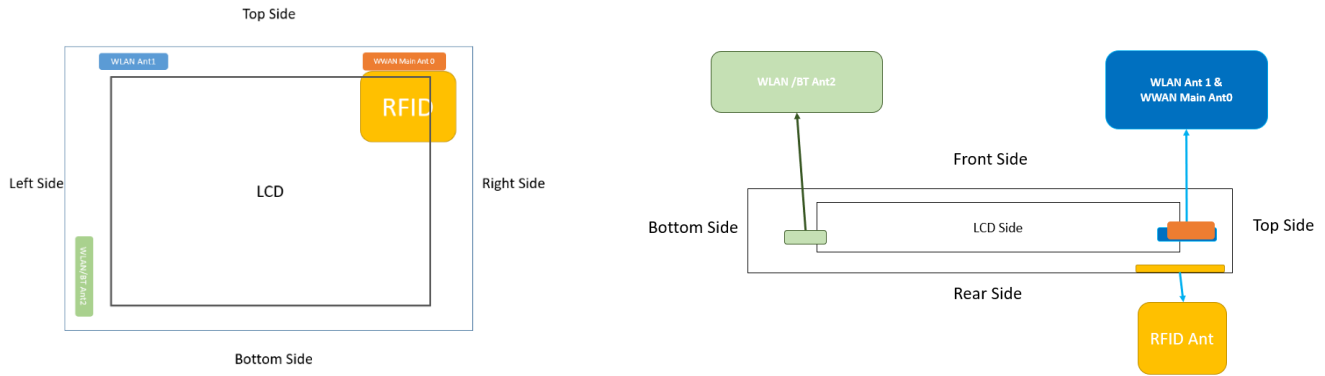 Top Side
WLAN Ant1
WWAN Main Ant 0
RFID
Left Side
LCD
Right Side
WLAN/BT Ant2
Bottom Side
WLAN /BT Ant2
WLAN Ant 1 &
WWAN Main Ant0
Front Side
Bottom Side
LCD Side
Top Side
Rear Side
RFID Ant